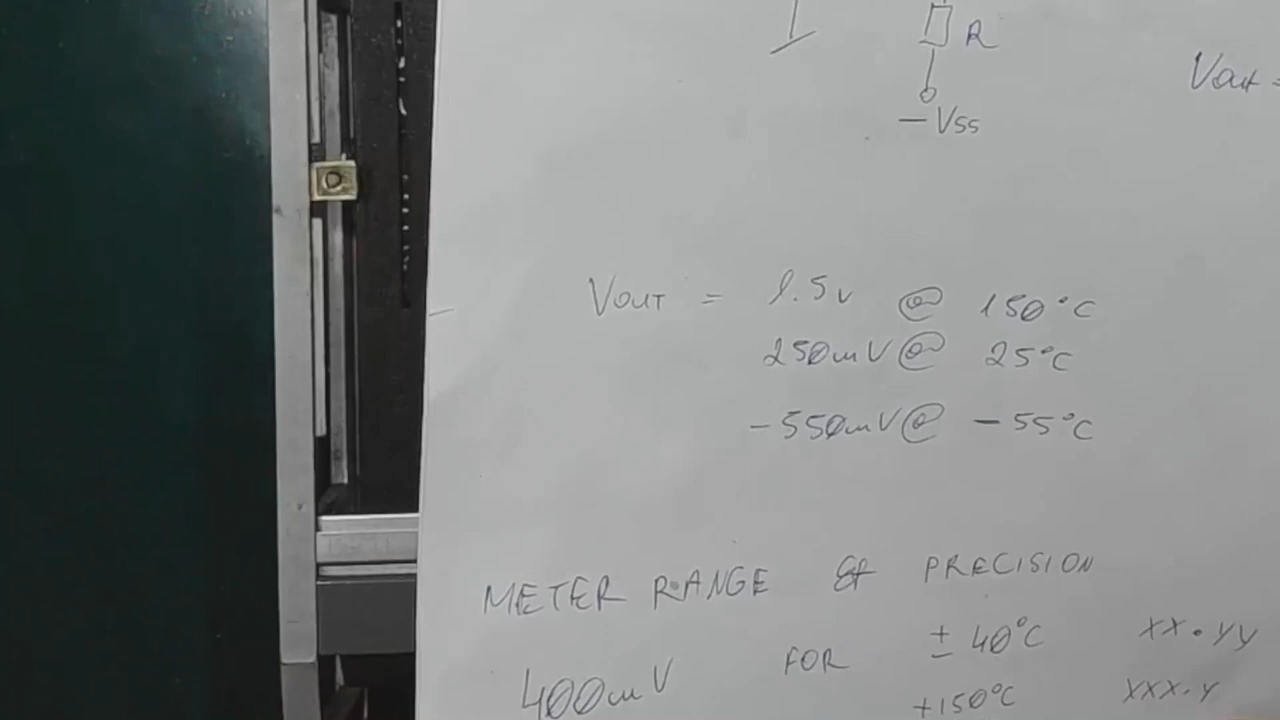 R
-Vss
Vout =
VOUT = 1.5v @ 150°C
250mV @ 25°C
-550mV @ -55°C
METER RANGE & PRECISION
400mV FOR ± 40°C XX.YY
+150°C XXX.Y